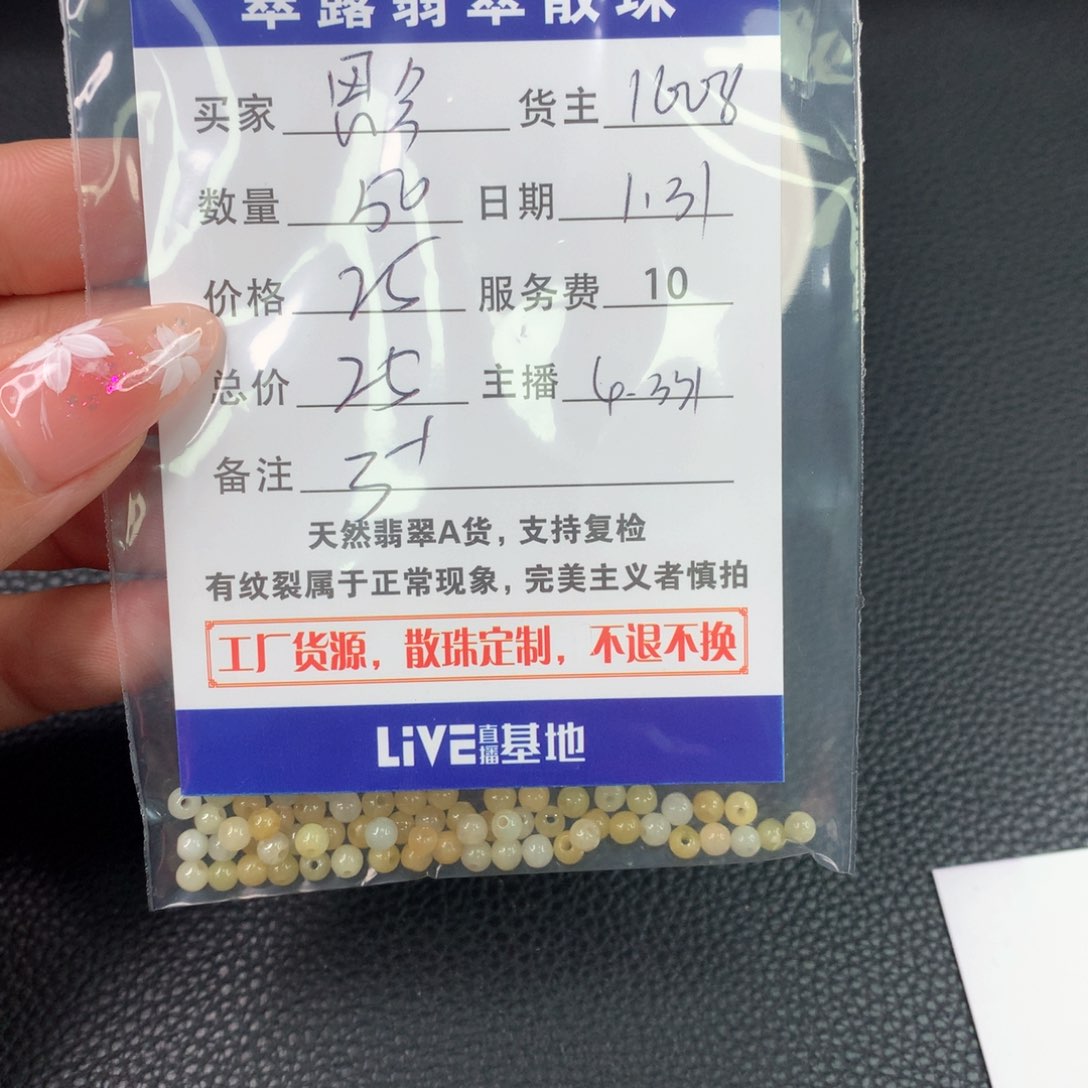 翠露翡翠散珠
买家 货主 1608
数量 50 日期 1.31
价格 25 服务费 10
总价 25 主播
备注
天然翡翠A货，支持复检
有纹裂属于正常现象，完美主义者慎拍
工厂货源，散珠定制，不退不换
LiVE直播基地